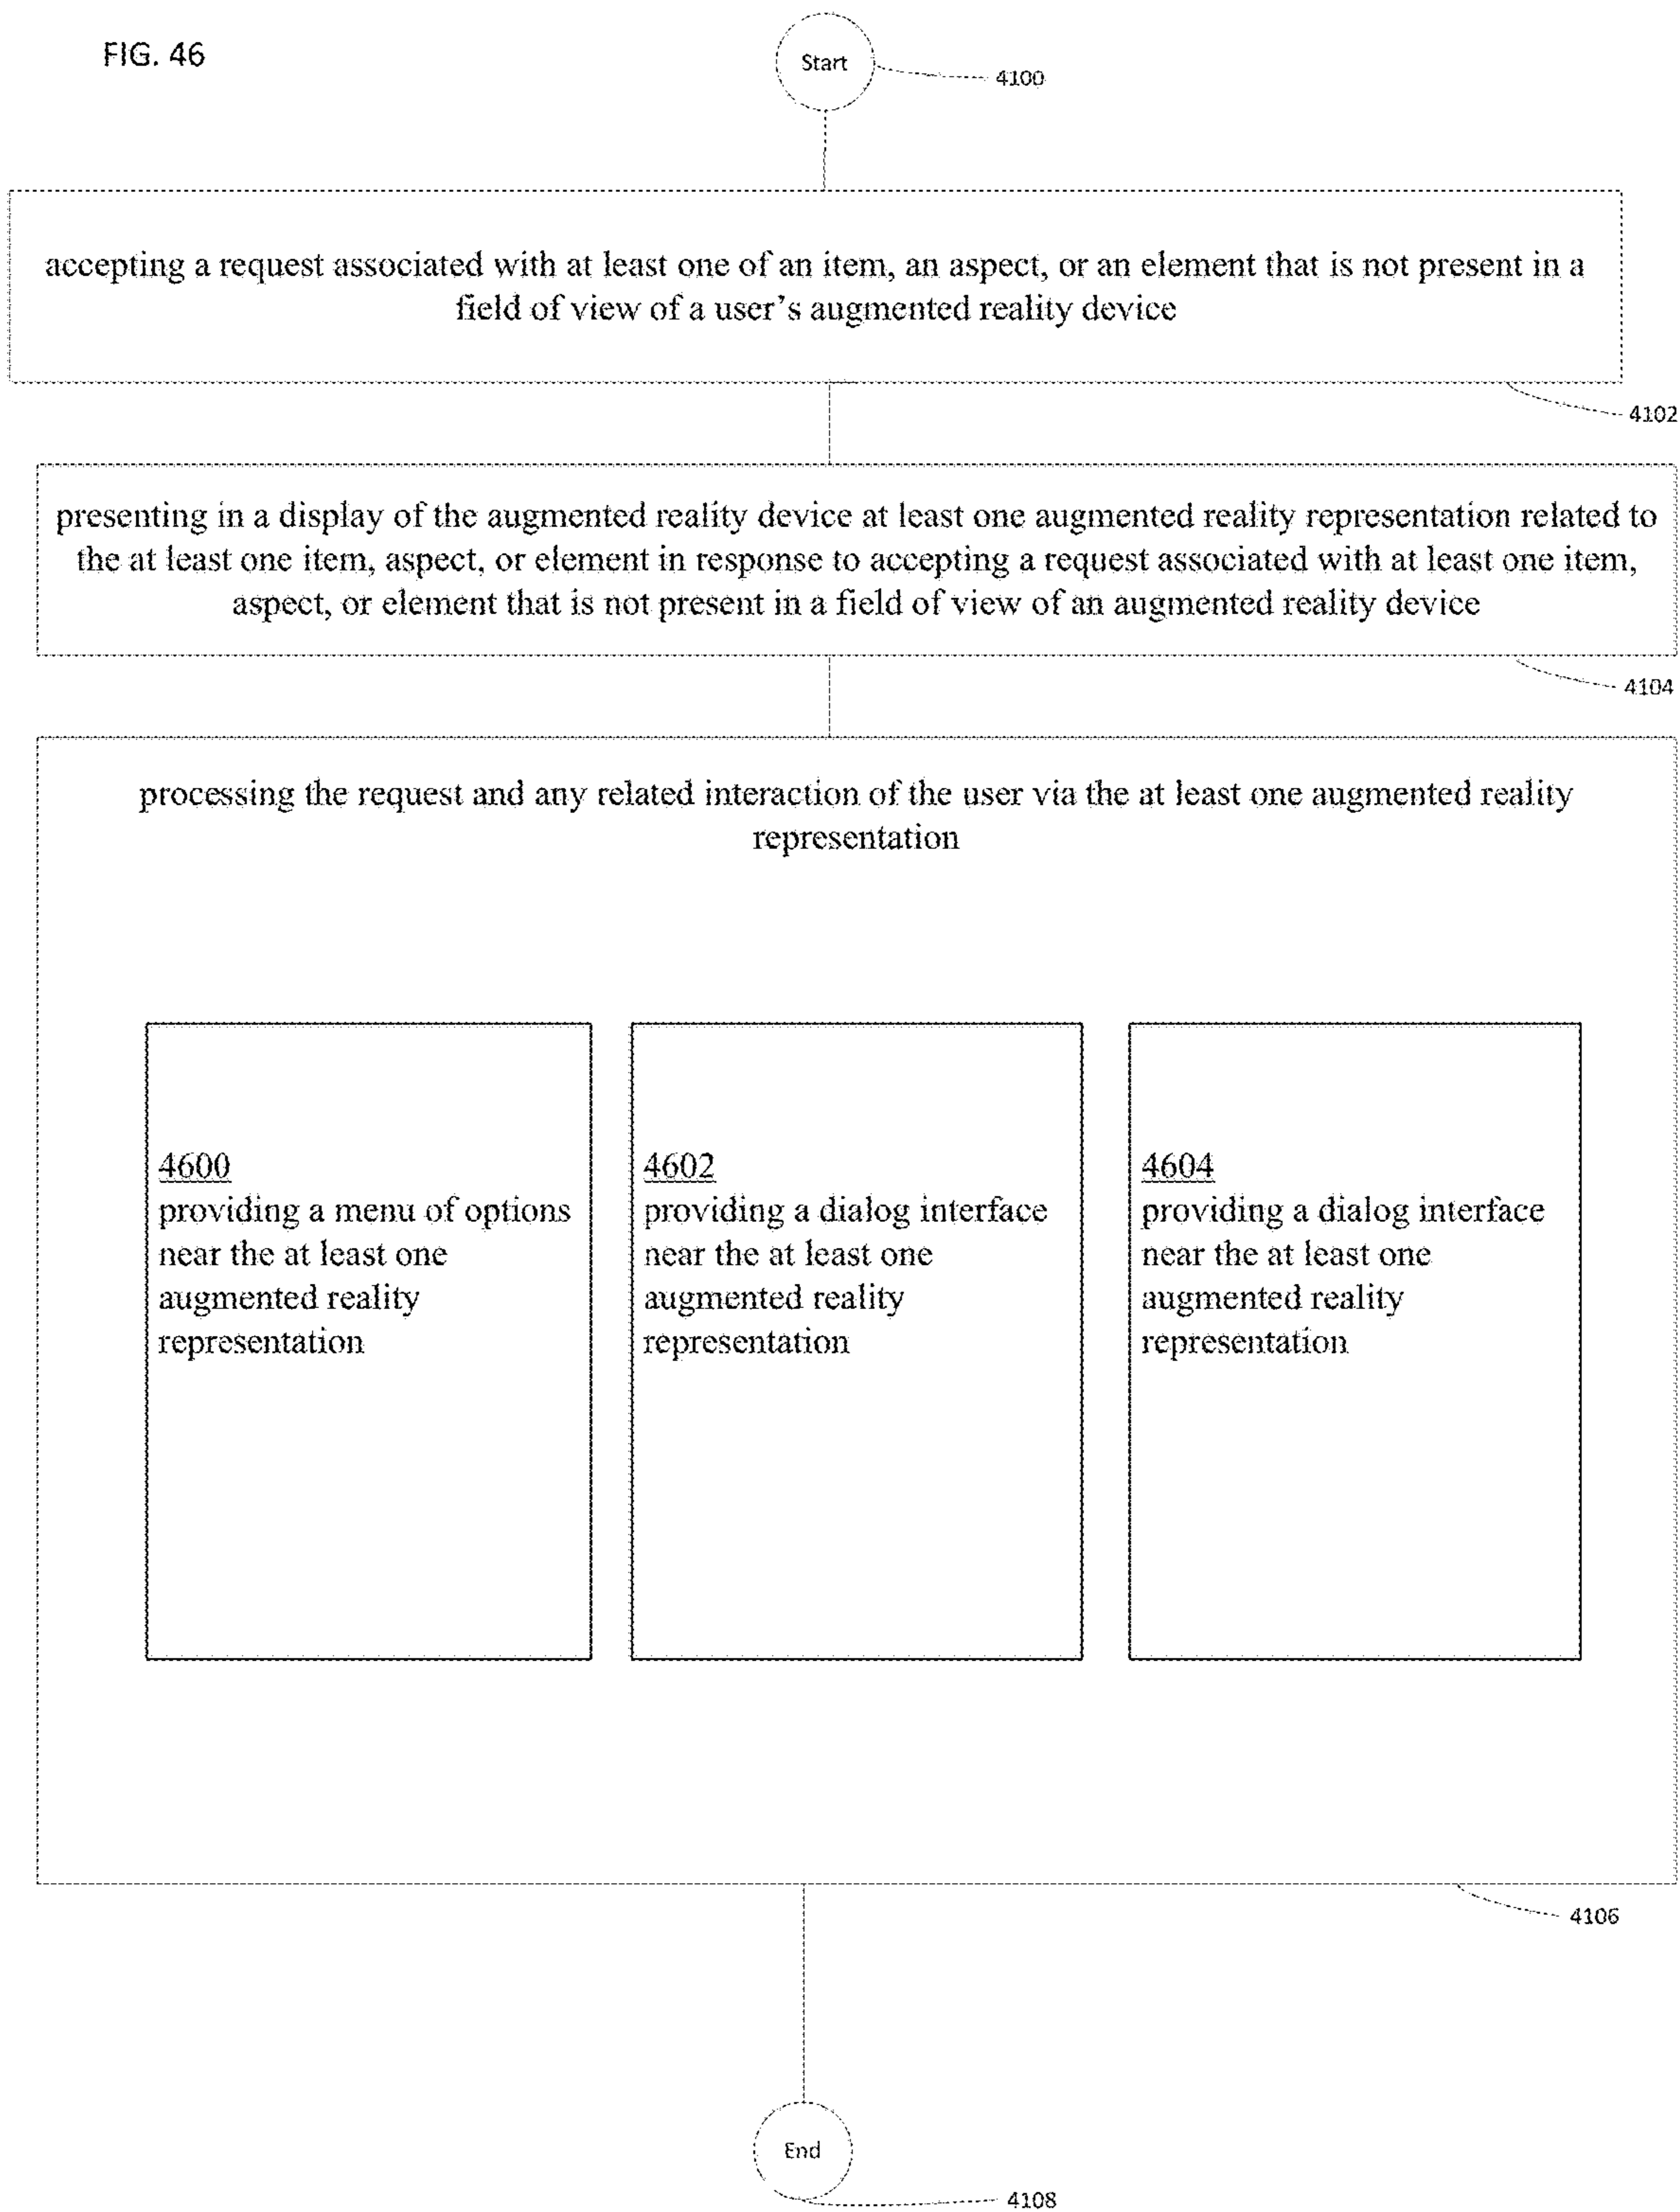 FIG. 46
Start
4100
accepting a request associated with at least one of an item, an aspect, or an element that is not present in a
field of view of a user's augmented reality device
4102
presenting in a display of the augmented reality device at least one augmented reality representation related to
the at least one item, aspect, or element in response to accepting a request associated with at least one item,
aspect, or element that is not present in a field of view of an augmented reality device
4104
processing the request and any related interaction of the user via the at least one augmented reality
representation
4600
providing a menu of options
near the at least one
augmented reality
representation
4602
providing a dialog interface
near the at least one
augmented reality
representation
4604
providing a dialog interface
near the at least one
augmented reality
representation
4106
End
4108